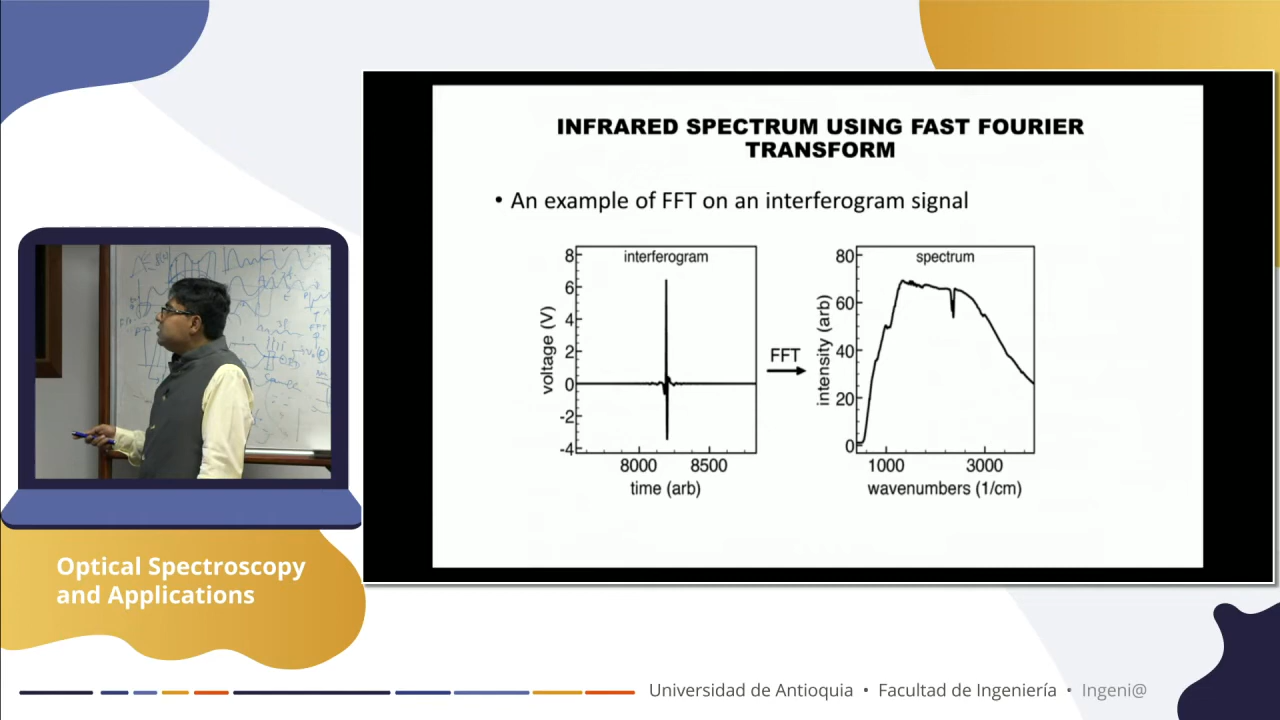 INFRARED SPECTRUM USING FAST FOURIER
TRANSFORM
• An example of FFT on an interferogram signal
interferogram
voltage (V)
8
6
4
2
0
-2
-4
8000 8500
time (arb)
FFT
spectrum
intensity (arb)
80
60
40
20
0
1000 3000
wavenumbers (1/cm)
Optical Spectroscopy
and Applications
Universidad de Antioquia • Facultad de Ingeniería • Ingeni@